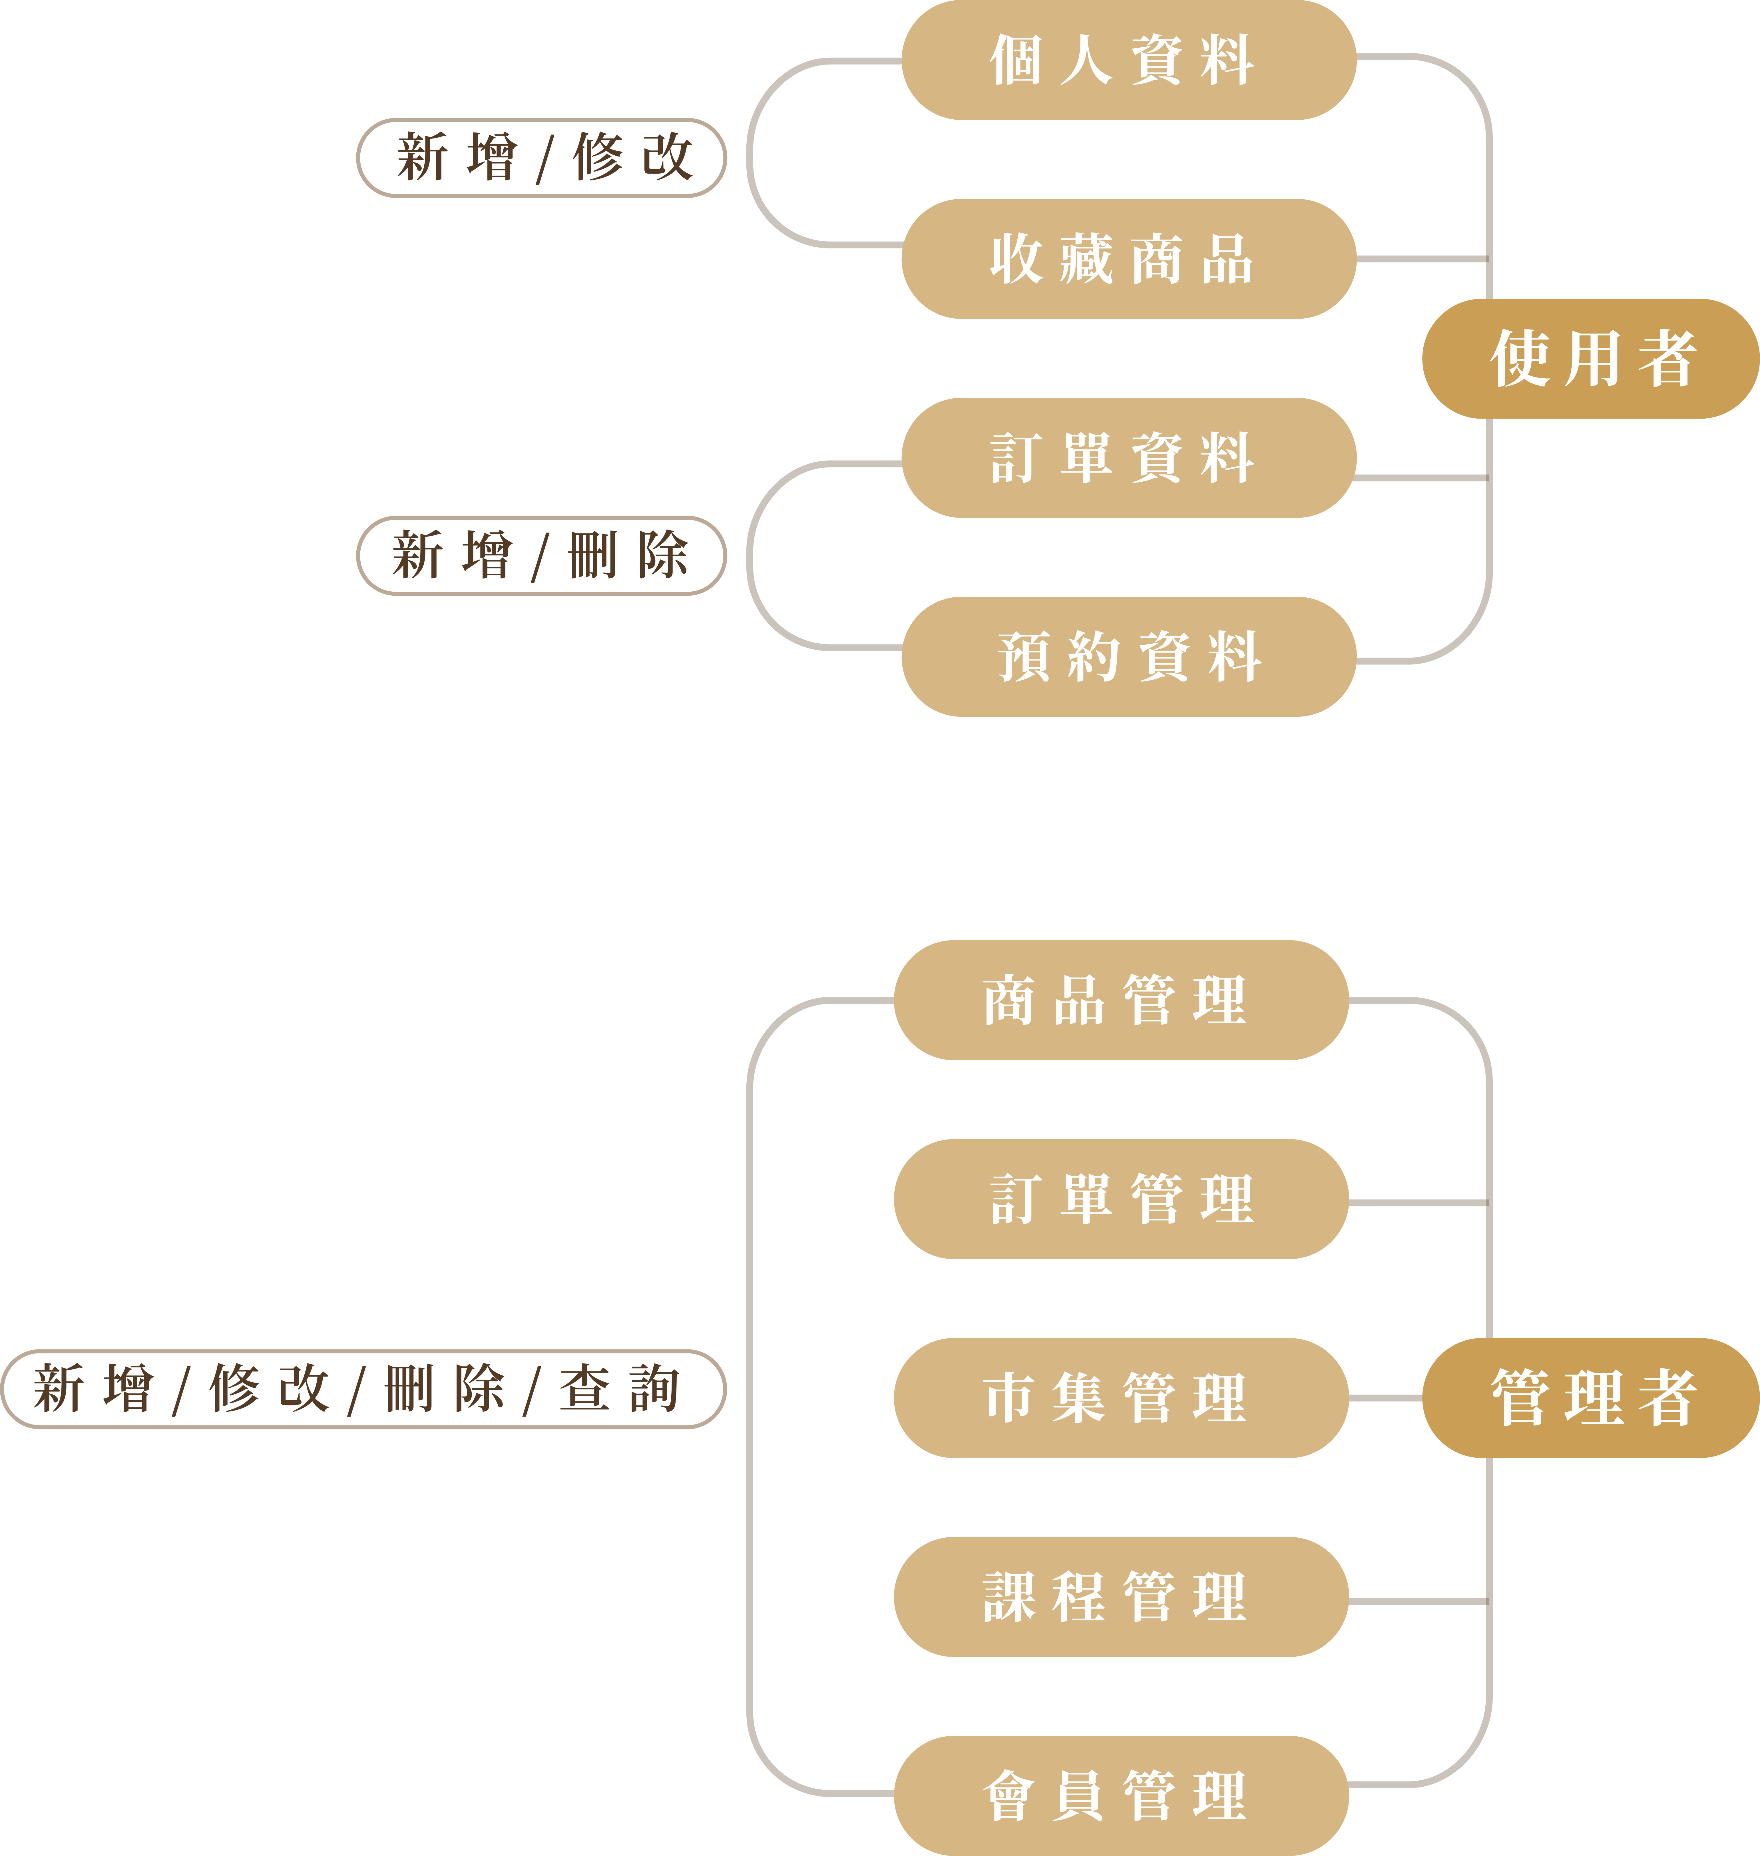 個人資料
新增/修改
收藏商品
使用者
訂單資料
新增/刪除
預約資料
商品管理
訂單管理
新增/修改/刪除/查詢
市集管理
管理者
課程管理
會員管理